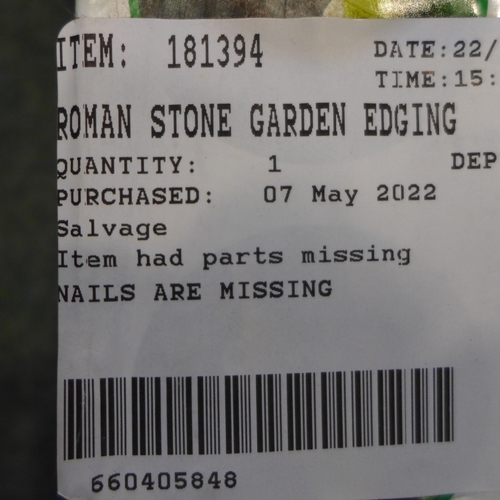 ITEM: 181394 DATE:22/
TIME:15:
ROMAN STONE GARDEN EDGING
QUANTITY: 1 DEP
PURCHASED: 07 May 2022
Salvage
Item had parts missing
NAILS ARE MISSING
660405848